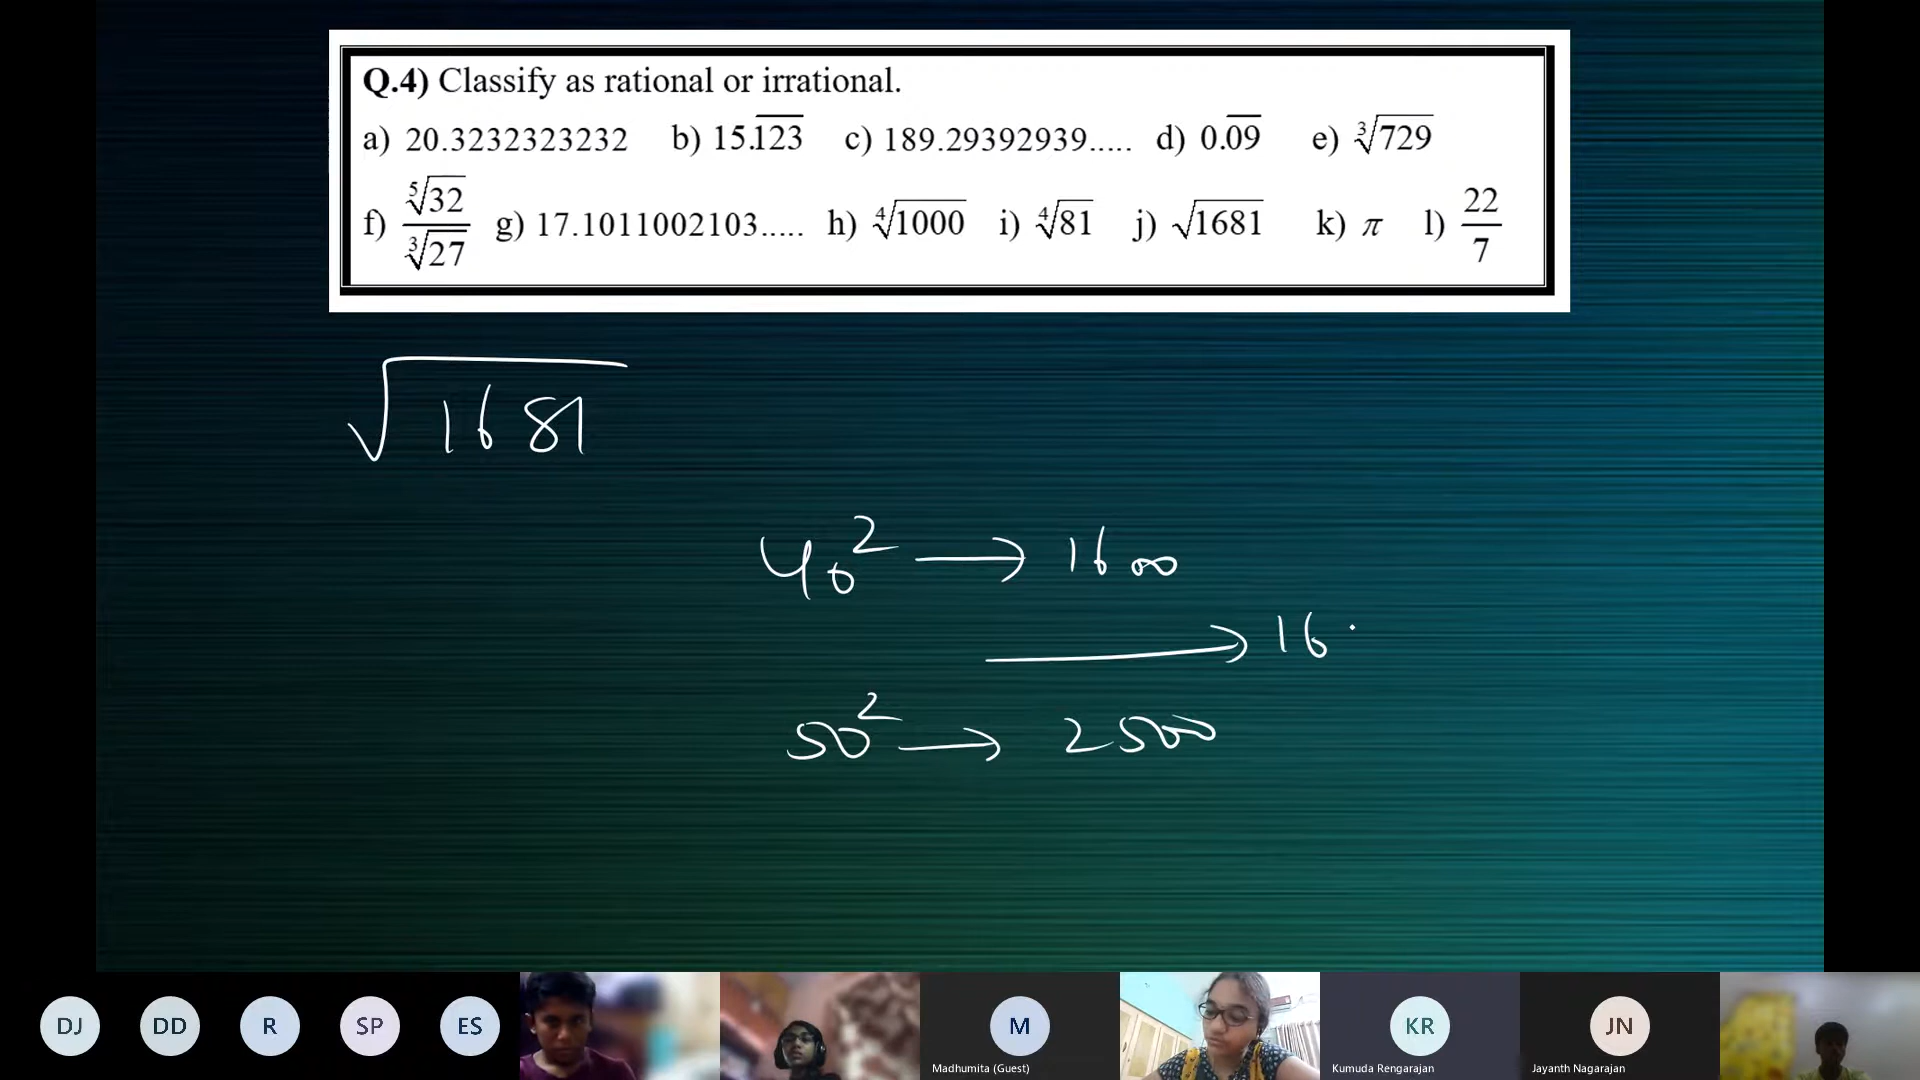 Q.4) Classify as rational or irrational.
a) 20.3232323232 b) 15.1̅2̅3̅ c) 189.29392939..... d) 0.0̅9̅ e) ∛729
f) ⁵√32 / ∛27 g) 17.1011002103..... h) ⁴√1000 i) ⁴√81 j) √1681 k) π l) 22/7
√1681
40² → 1600
→ 16.
50² → 2500
DJ DD R SP ES M KR JN
Madhumita (Guest) Kumuda Rengarajan Jayanth Nagarajan